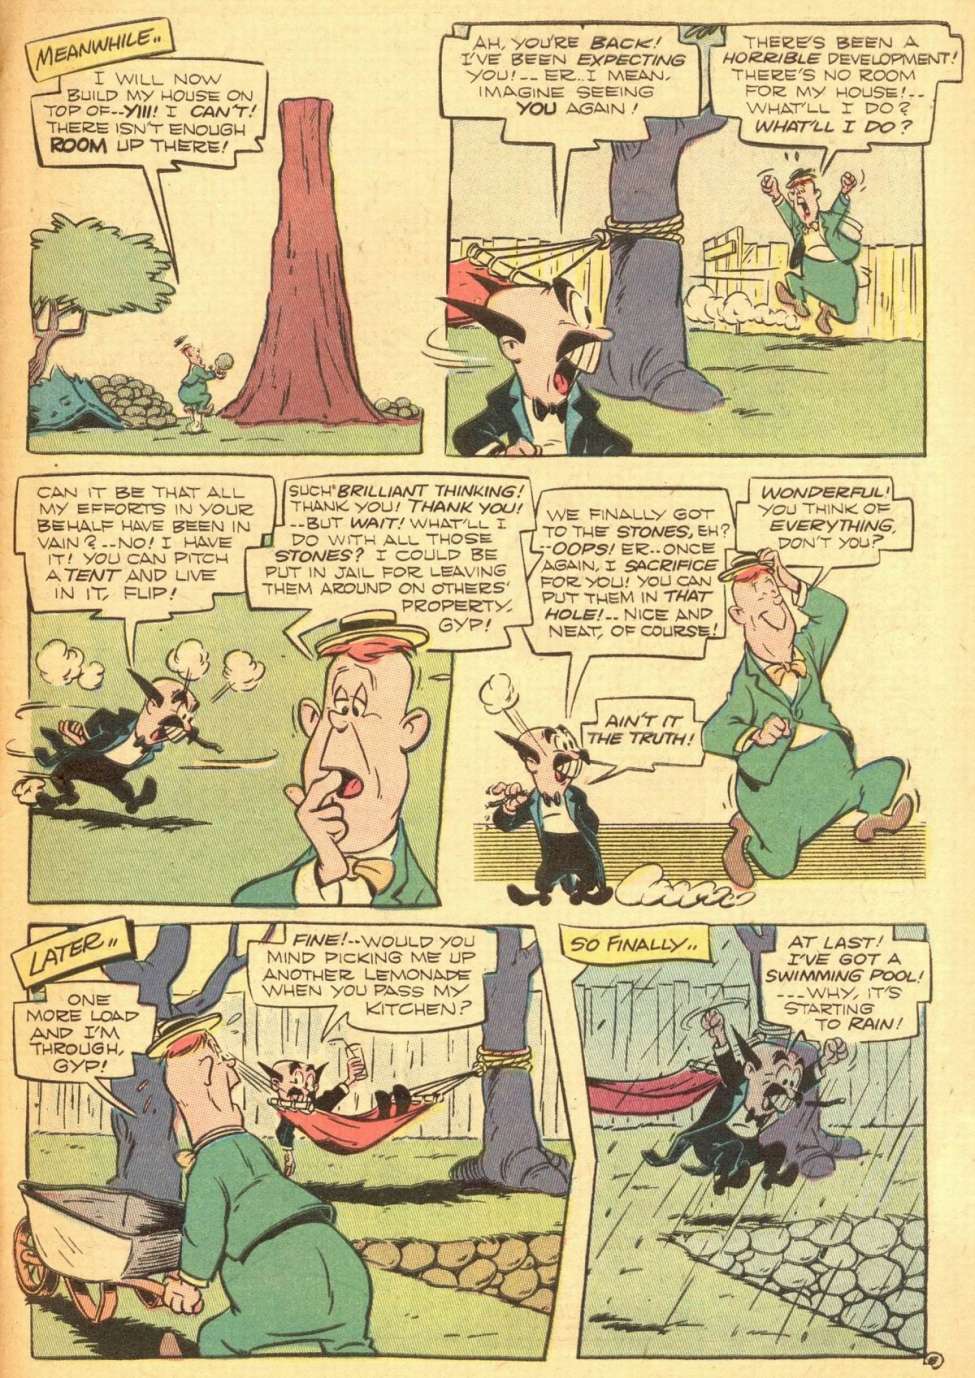 MEANWHILE..
I WILL NOW
BUILD MY HOUSE ON
TOP OF--YIII! I CAN'T!
THERE ISN'T ENOUGH
ROOM UP THERE!
AH, YOU'RE BACK!
I'VE BEEN EXPECTING
YOU!-- ER..I MEAN,
IMAGINE SEEING
YOU AGAIN!
THERE'S BEEN A
HORRIBLE DEVELOPMENT!
THERE'S NO ROOM
FOR MY HOUSE!--
WHAT'LL I DO?
WHAT'LL I DO?
CAN IT BE THAT ALL
MY EFFORTS IN YOUR
BEHALF HAVE BEEN IN
VAIN?--NO! I HAVE
IT! YOU CAN PITCH
A TENT AND LIVE
IN IT, FLIP!
SUCH BRILLIANT THINKING!
THANK YOU! THANK YOU!
--BUT WAIT! WHAT'LL I
DO WITH ALL THOSE
STONES? I COULD BE
PUT IN JAIL FOR LEAVING
THEM AROUND ON OTHERS'
PROPERTY,
GYP!
WE FINALLY GOT
TO THE STONES, EH?
--OOPS! ER--ONCE
AGAIN, I SACRIFICE
FOR YOU! YOU CAN
PUT THEM IN THAT
HOLE!-- NICE AND
NEAT, OF COURSE!
WONDERFUL!
YOU THINK OF
EVERYTHING,
DON'T YOU?
AIN'T IT
THE TRUTH!
LATER..
ONE
MORE LOAD
AND I'M
THROUGH,
GYP!
FINE!--WOULD YOU
MIND PICKING ME UP
ANOTHER LEMONADE
WHEN YOU PASS MY
KITCHEN?
SO FINALLY..
AT LAST!
I'VE GOT A
SWIMMING POOL!
---WHY, IT'S
STARTING
TO RAIN!